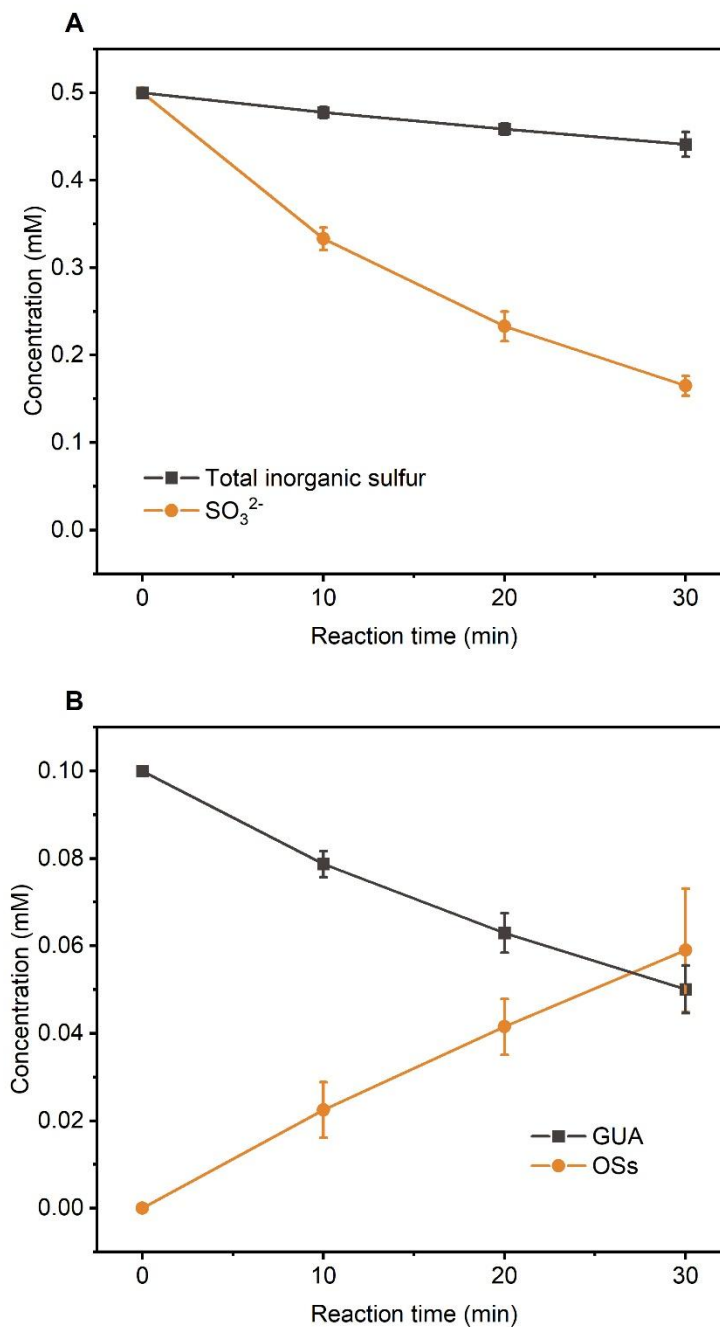 A
0.5
0.4
0.3
0.2
0.1
0.0
Concentration (mM)
Total inorganic sulfur
SO₃²⁻
0 10 20 30
Reaction time (min)
B
0.10
0.08
0.06
0.04
0.02
0.00
Concentration (mM)
GUA
OSs
0 10 20 30
Reaction time (min)